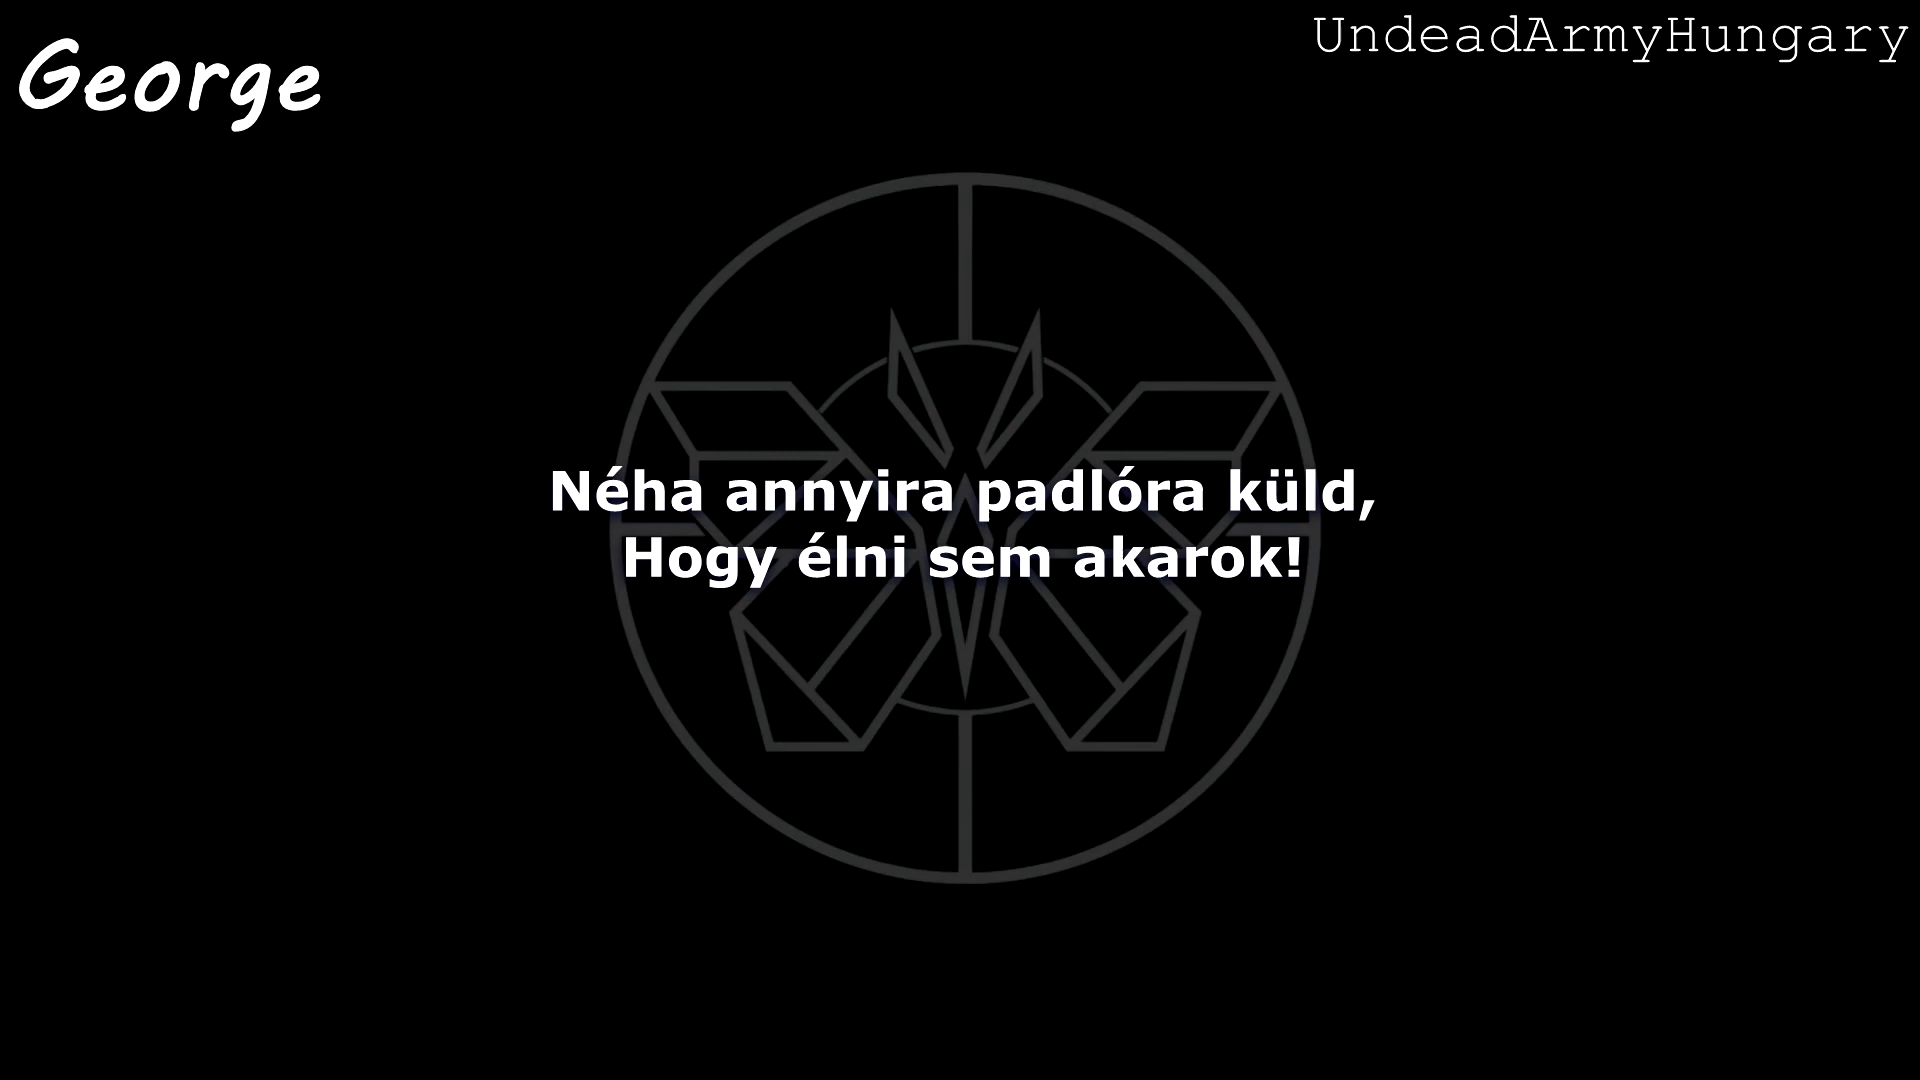 George
UndeadArmyHungary
Néha annyira padlóra küld,
Hogy élni sem akarok!